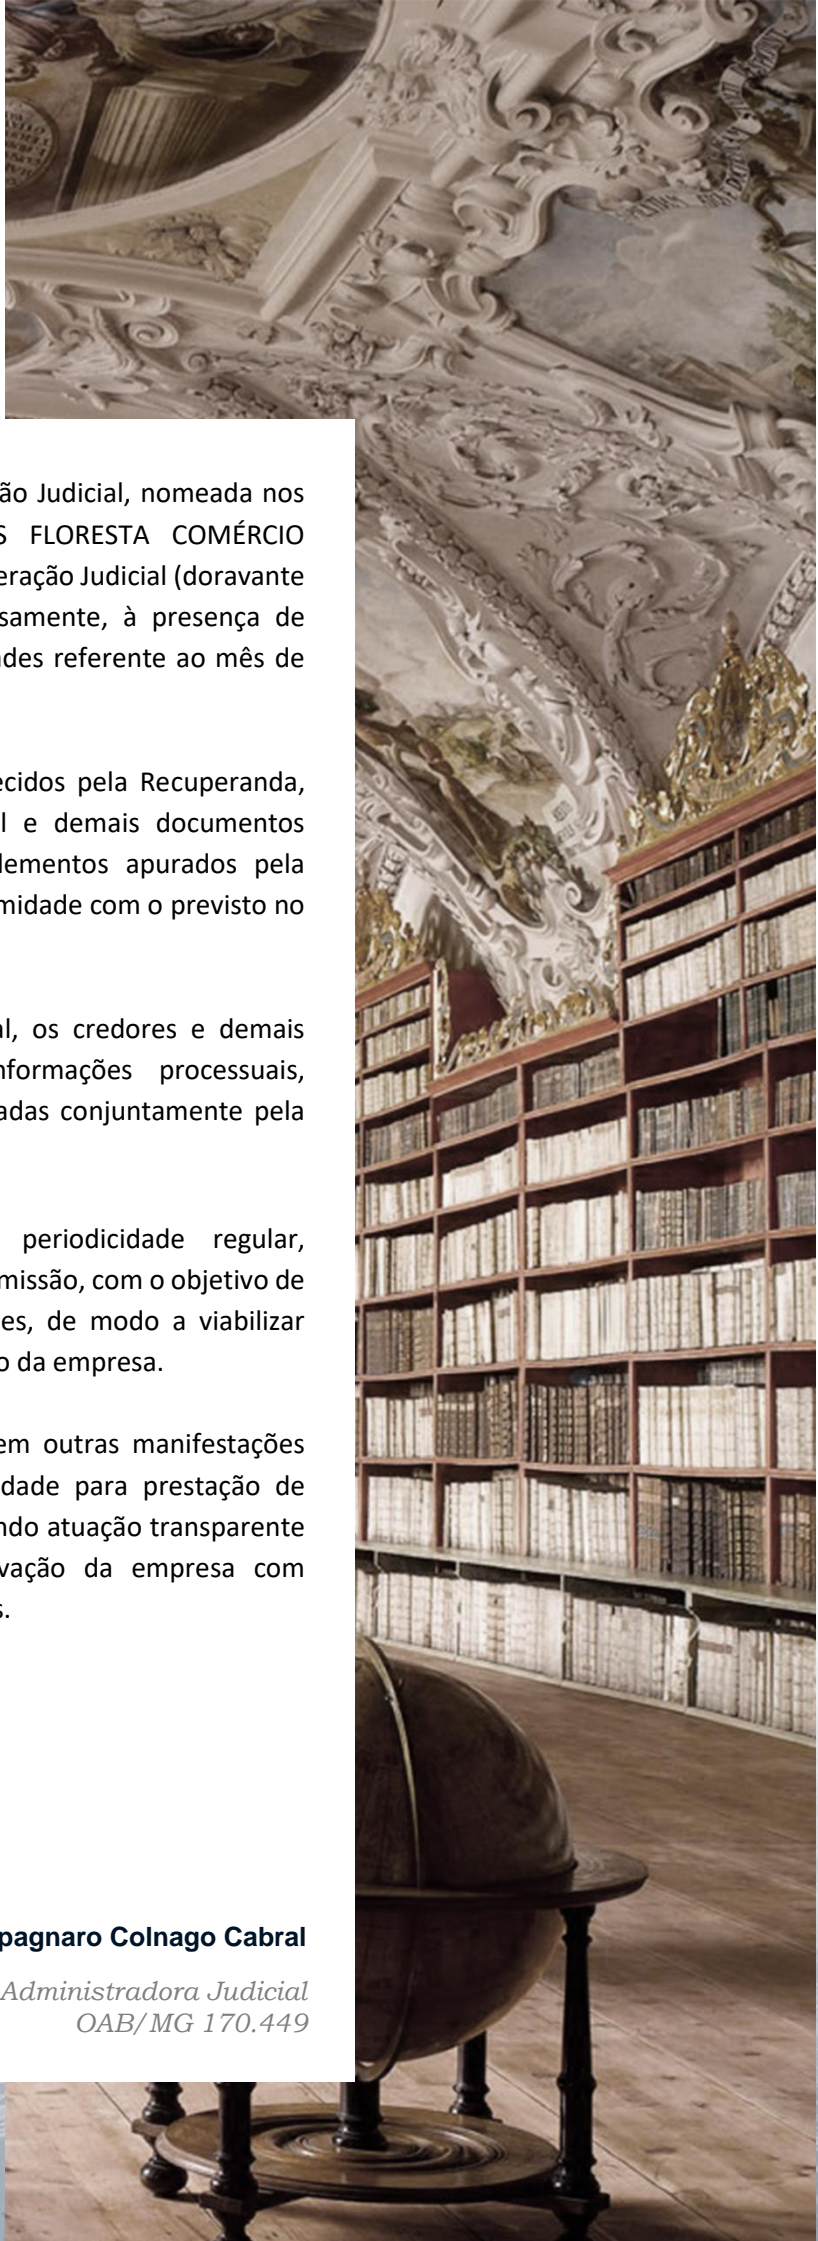 ão Judicial, nomeada nos
S FLORESTA COMÉRCIO
eração Judicial (doravante
samente, à presença de
des referente ao mês de
ecidos pela Recuperanda,
l e demais documentos
lementos apurados pela
midade com o previsto no
al, os credores e demais
nformações processuais,
adas conjuntamente pela
periodicidade regular,
missão, com o objetivo de
es, de modo a viabilizar
o da empresa.
em outras manifestações
dade para prestação de
ndo atuação transparente
vação da empresa com
s.
pagnaro Colnago Cabral
Administradora Judicial
OAB/MG 170.449